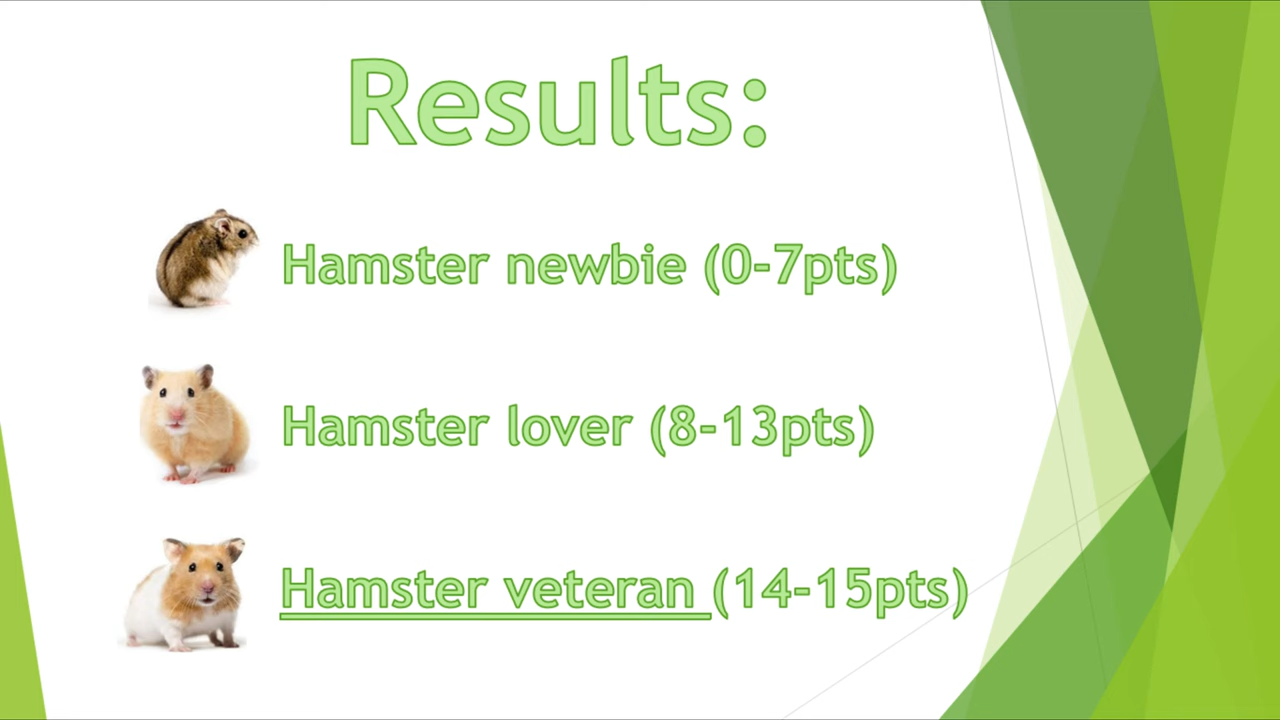 Results:
Hamster newbie (0-7pts)
Hamster lover (8-13pts)
Hamster veteran (14-15pts)